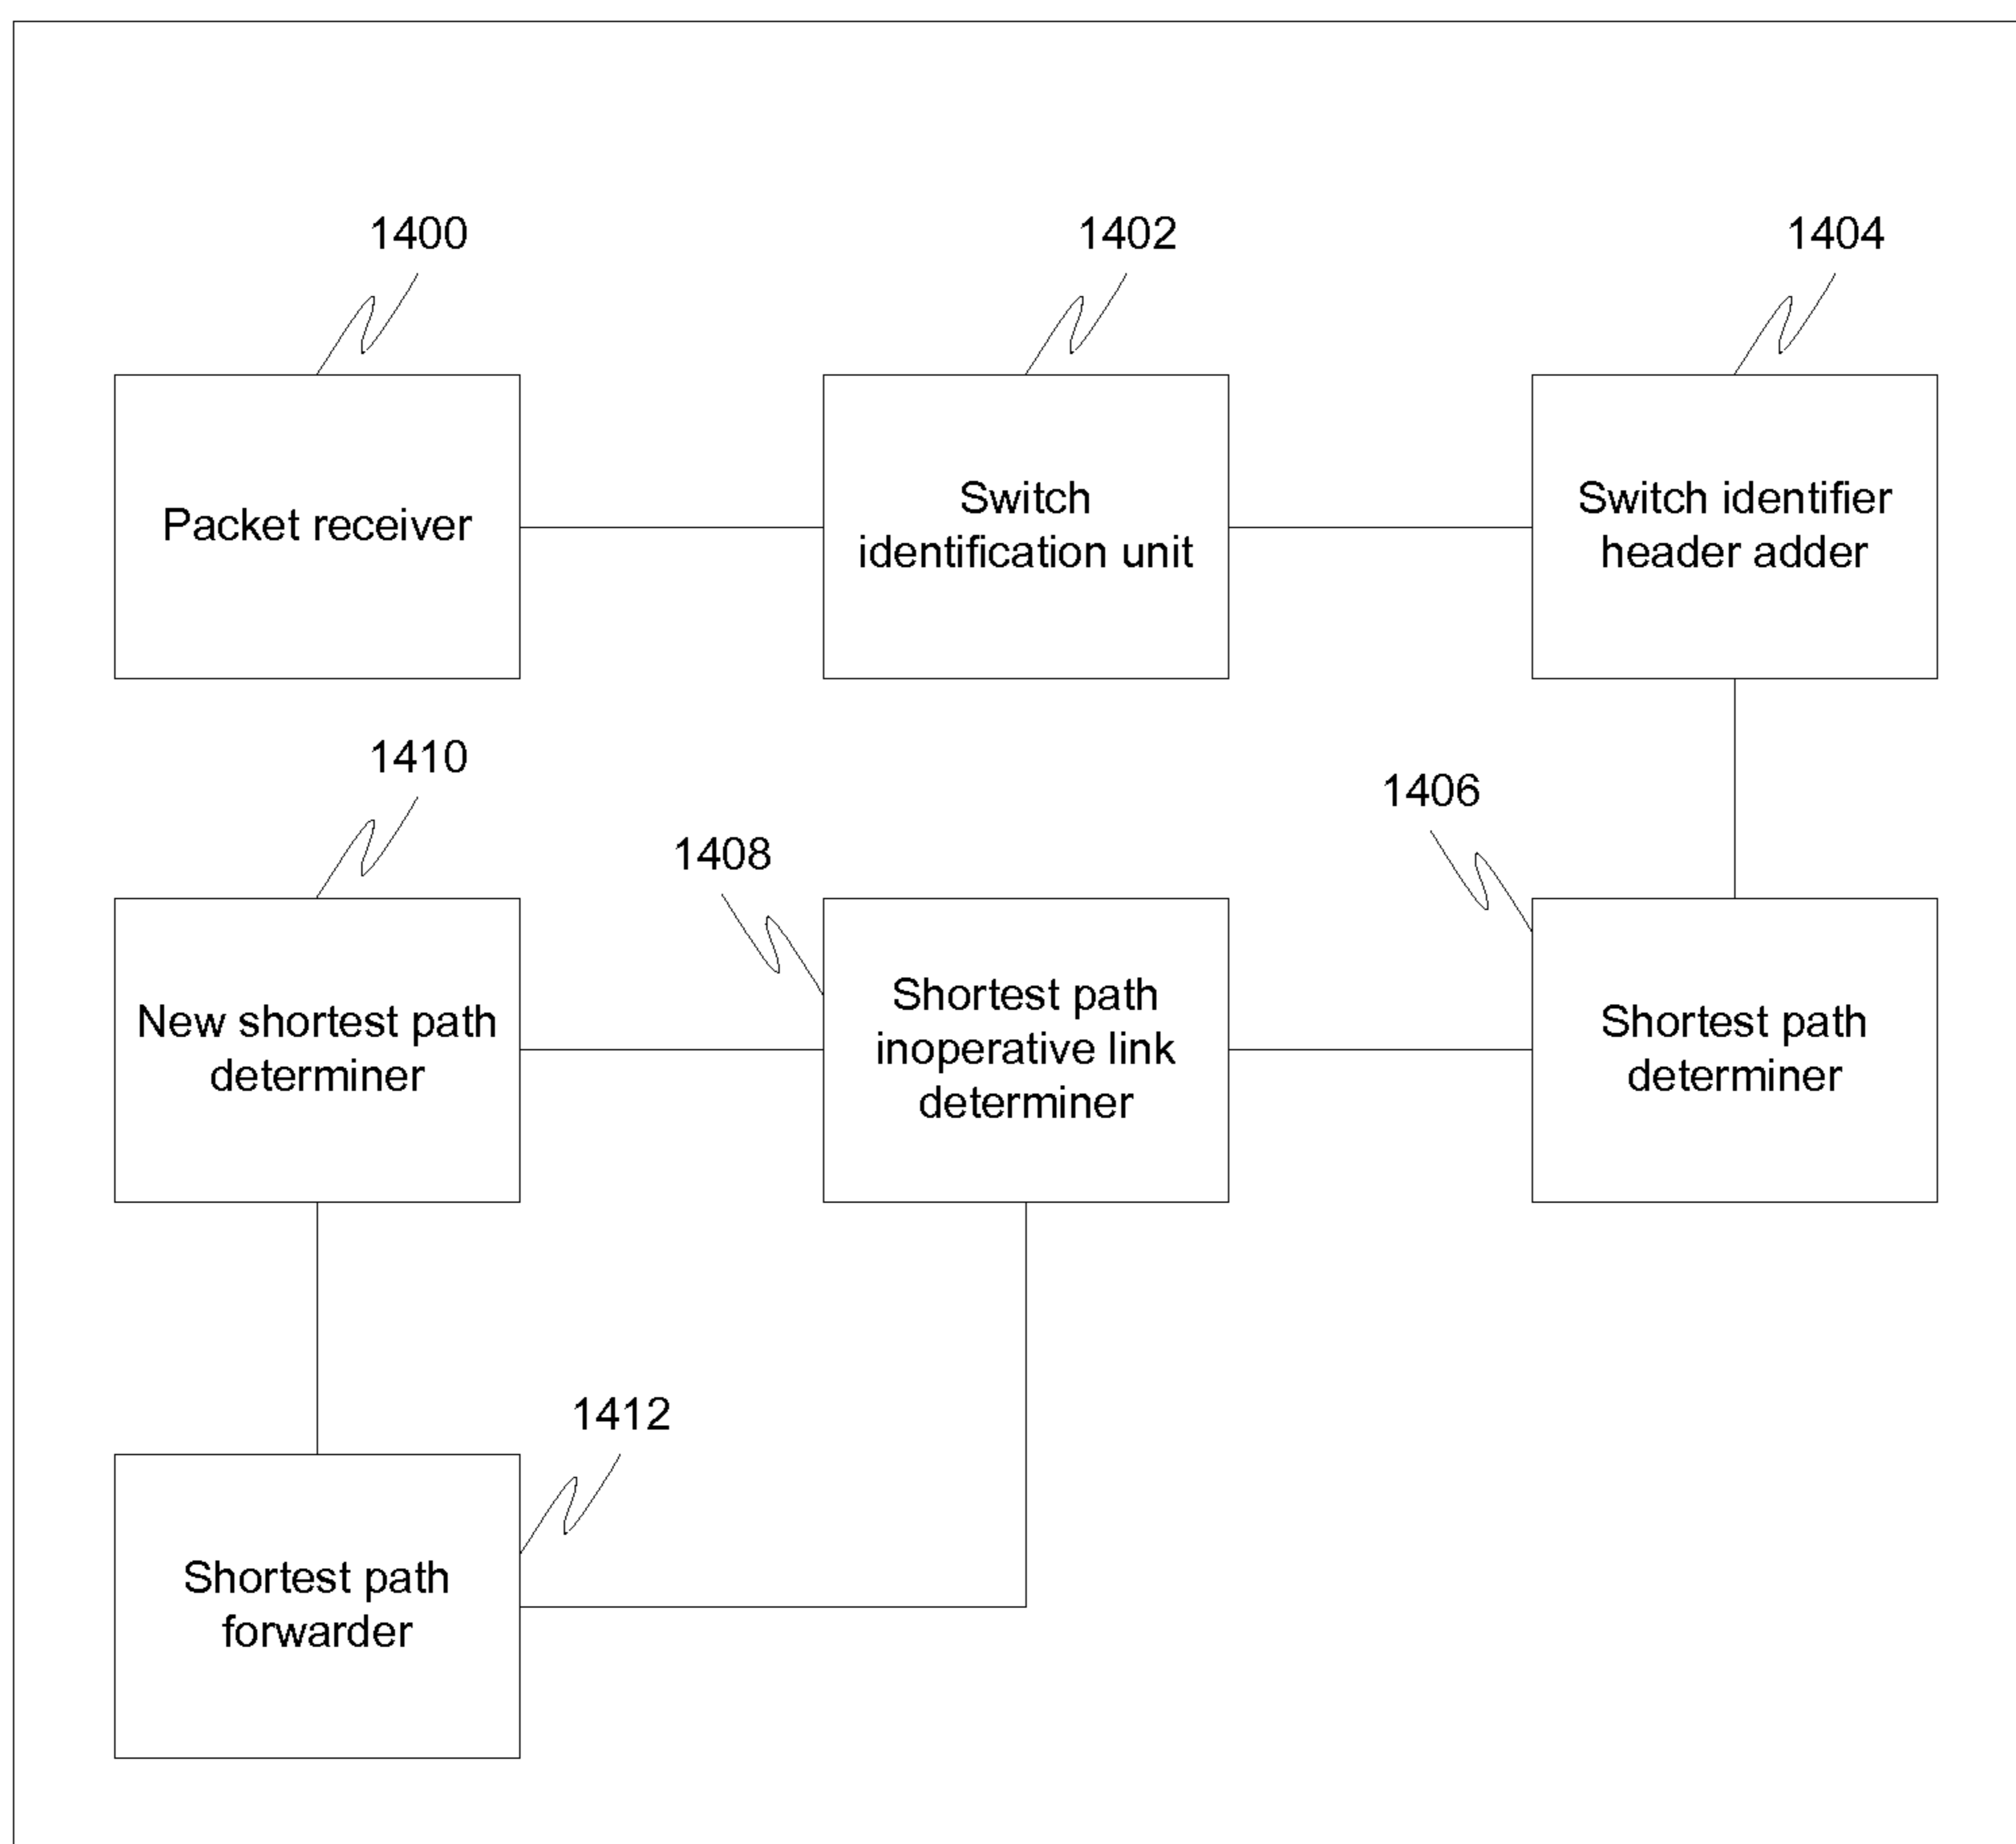 1400
1402
1404
Packet receiver
Switch
identification unit
Switch identifier
header adder
1410
1408
1406
New shortest path
determiner
Shortest path
inoperative link
determiner
Shortest path
determiner
1412
Shortest path
forwarder